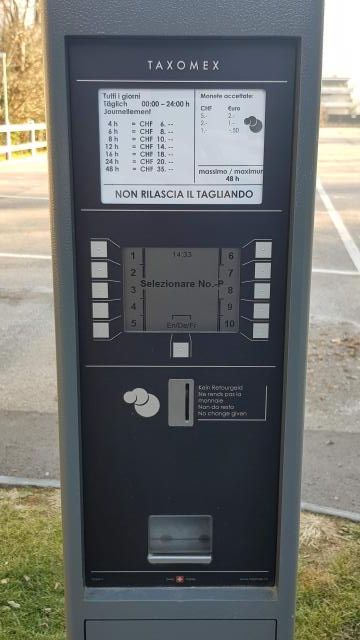 TAXOMEX
Tutti i giorni
Täglich 00:00 – 24:00 h
Journellement
4 h = CHF 6. --
6 h = CHF 8. --
8 h = CHF 10. --
12 h = CHF 14. --
16 h = CHF 18. --
24 h = CHF 20. --
48 h = CHF 35. --
Monete accettate:
CHF €uro
5.- 2.-
2.- 1.-
1.- -.50
massimo / maximum
48 h
NON RILASCIA IL TAGLIANDO
14:33
1 6
2 7
Selezionare No.-P
3 8
4 9
5 En/De/Fr 10
Kein Retourgeld
Ne rends pas la
monnaie
Non da resto
No change given